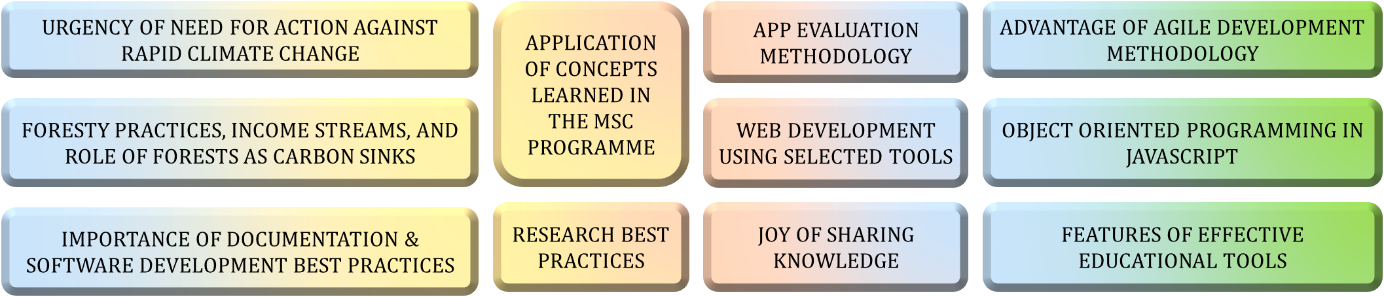 URGENCY OF NEED FOR ACTION AGAINST
RAPID CLIMATE CHANGE
FORESTY PRACTICES, INCOME STREAMS, AND
ROLE OF FORESTS AS CARBON SINKS
IMPORTANCE OF DOCUMENTATION &
SOFTWARE DEVELOPMENT BEST PRACTICES
APPLICATION
OF CONCEPTS
LEARNED IN
THE MSC
PROGRAMME
RESEARCH BEST
PRACTICES
APP EVALUATION
METHODOLOGY
WEB DEVELOPMENT
USING SELECTED TOOLS
JOY OF SHARING
KNOWLEDGE
ADVANTAGE OF AGILE DEVELOPMENT
METHODOLOGY
OBJECT ORIENTED PROGRAMMING IN
JAVASCRIPT
FEATURES OF EFFECTIVE
EDUCATIONAL TOOLS